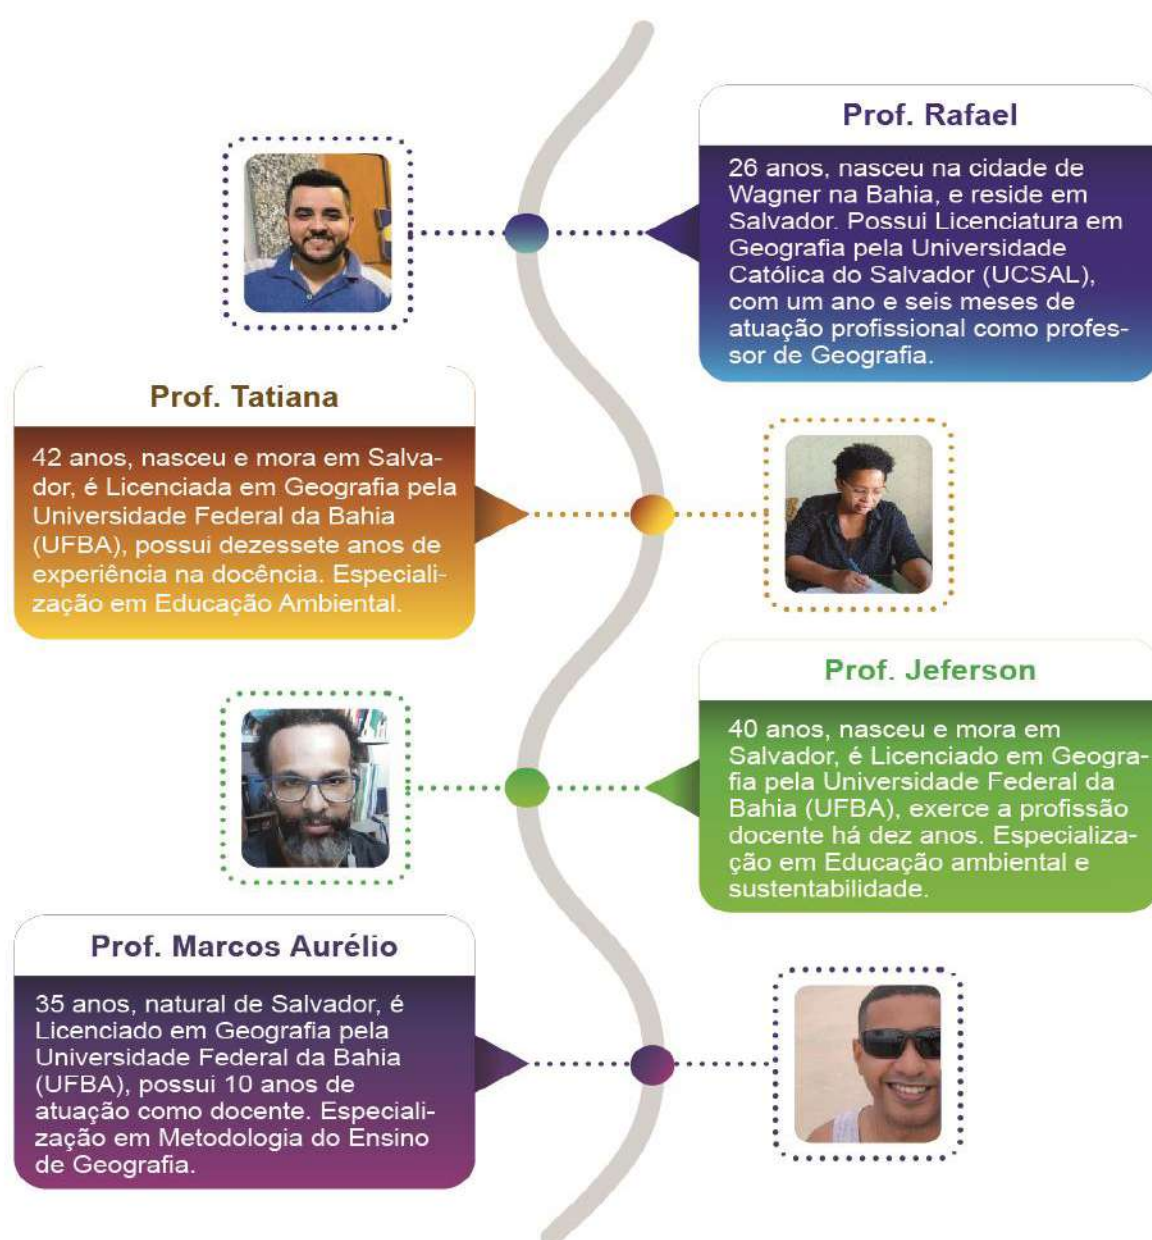 Prof. Rafael
26 anos, nasceu na cidade de
Wagner na Bahia, e reside em
Salvador. Possui Licenciatura em
Geografia pela Universidade
Católica do Salvador (UCSAL),
com um ano e seis meses de
atuação profissional como profes-
sor de Geografia.
Prof. Tatiana
42 anos, nasceu e mora em Salva-
dor, é Licenciada em Geografia pela
Universidade Federal da Bahia
(UFBA), possui dezessete anos de
experiência na docência. Especiali-
zação em Educação Ambiental.
Prof. Jeferson
40 anos, nasceu e mora em
Salvador, é Licenciado em Geogra-
fia pela Universidade Federal da
Bahia (UFBA), exerce a profissão
docente há dez anos. Especializa-
ção em Educação ambiental e
sustentabilidade.
Prof. Marcos Aurélio
35 anos, natural de Salvador, é
Licenciado em Geografia pela
Universidade Federal da Bahia
(UFBA), possui 10 anos de
atuação como docente. Especiali-
zação em Metodologia do Ensino
de Geografia.